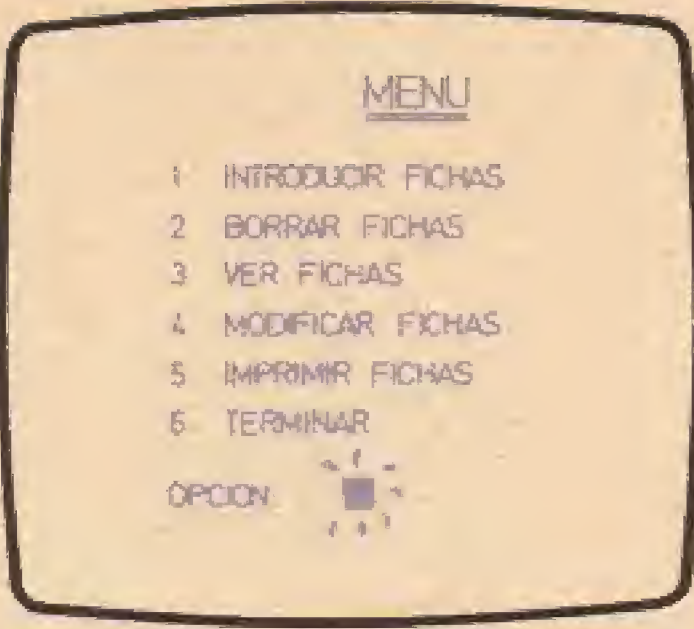 MENU
1 INTRODUCIR FICHAS
2 BORRAR FICHAS
3 VER FICHAS
4 MODIFICAR FICHAS
5 IMPRIMIR FICHAS
6 TERMINAR
OPCION